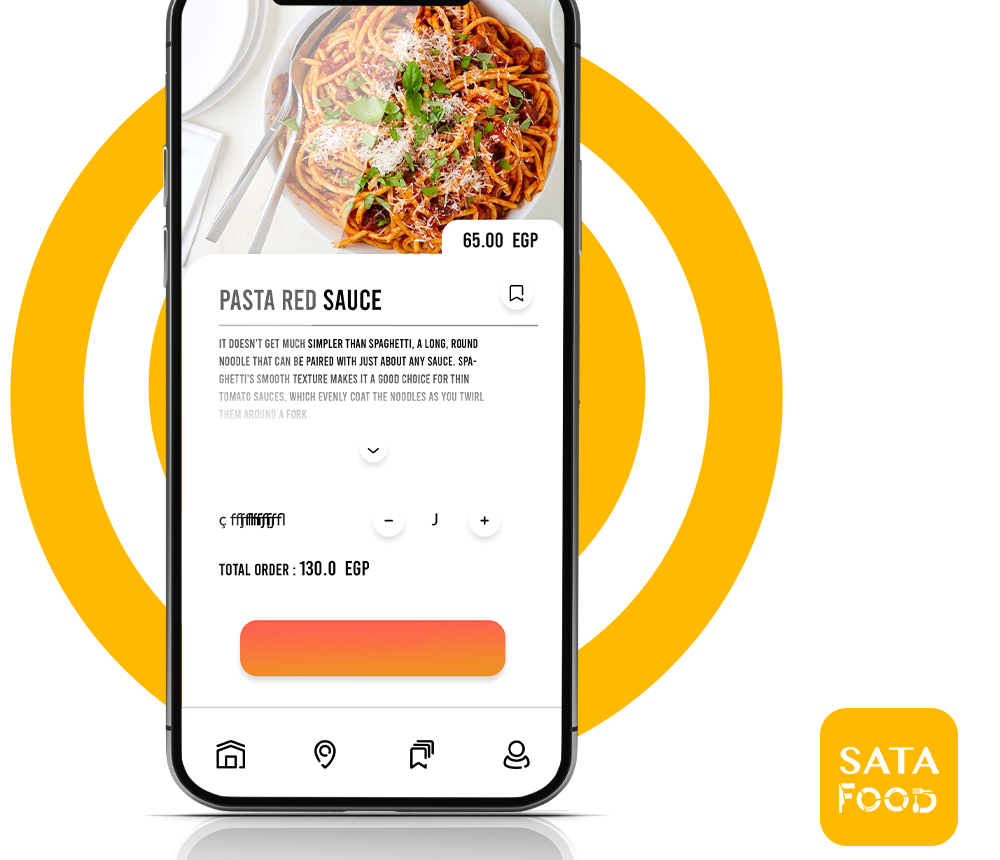 65.00 EGP
PASTA RED SAUCE
IT DOESN'T GET MUCH SIMPLER THAN SPAGHETTI, A LONG, ROUND
NOODLE THAT CAN BE PAIRED WITH JUST ABOUT ANY SAUCE. SPA-
GHETTI'S SMOOTH TEXTURE MAKES IT A GOOD CHOICE FOR THIN
TOMATO SAUCES, WHICH EVENLY COAT THE NOODLES AS YOU TWIRL
THEM AROUND A FORK
- J +
TOTAL ORDER : 130.0 EGP
SATA
FOOD